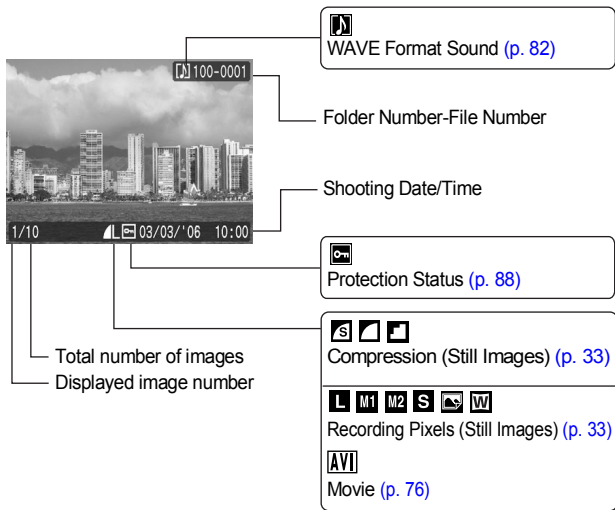 WAVE Format Sound (p. 82)
100-0001
Folder Number-File Number
Shooting Date/Time
1/10 L 03/03/'06 10:00
Protection Status (p. 88)
S
Compression (Still Images) (p. 33)
Total number of images
Displayed image number
L M1 M2 S W
Recording Pixels (Still Images) (p. 33)
AVI
Movie (p. 76)